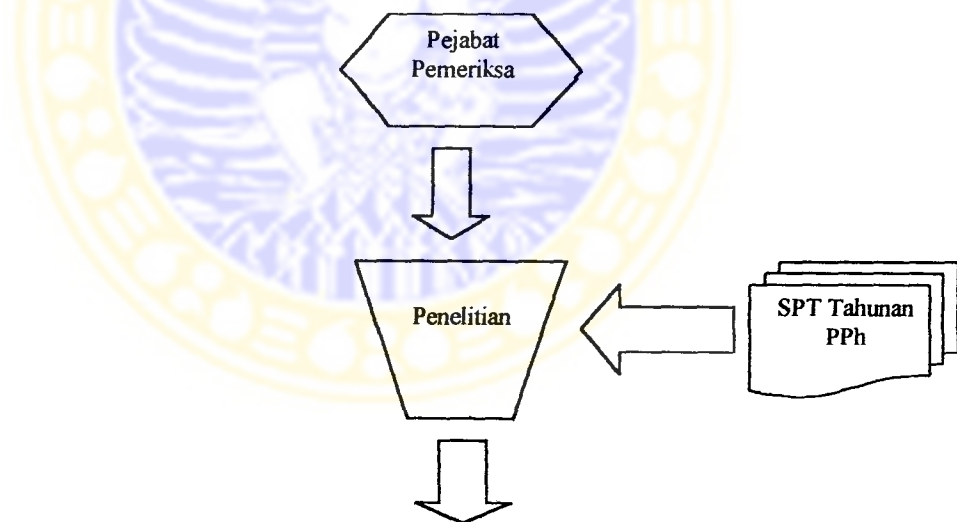 Pejabat
Pemeriksa
Penelitian
SPT Tahunan
PPh